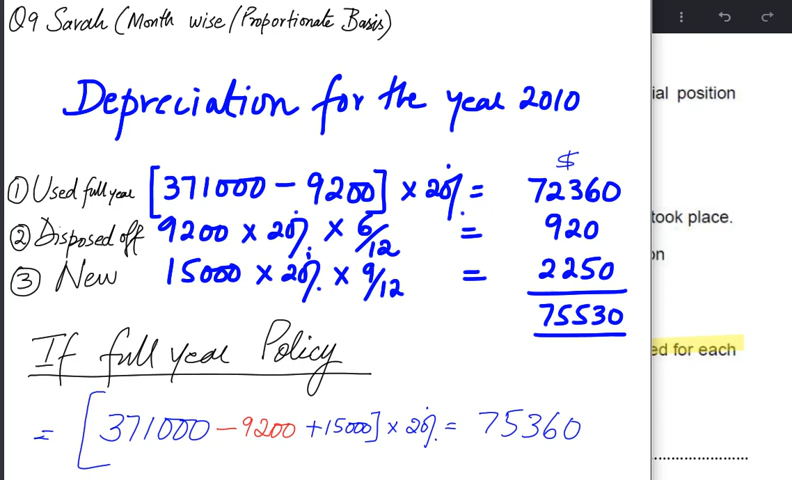 Q9 Sarah (Month wise/Proportionate Basis)
Depreciation for the year 2010
$
① Used full year [371000 - 9200] × 20% = 72360
② Disposed off 9200 × 20% × 6/12 = 920
③ New 15000 × 20% × 9/12 = 2250
75530
If full year Policy
= [371000 - 9200 + 15000] × 20% = 75360
ial position
took place.
on
ed for each